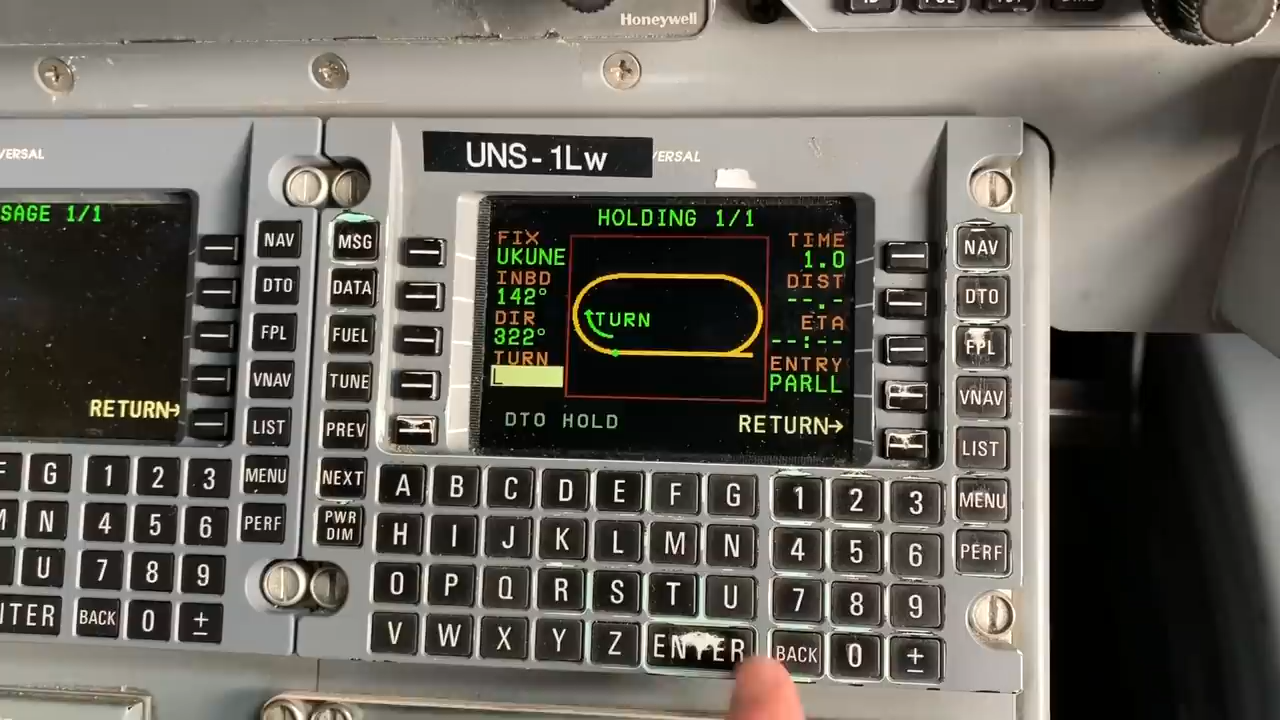 Honeywell
UNS-1Lw
VERSAL
VERSAL
SAGE 1/1
RETURN→
NAV
DTO
FPL
VNAV
LIST
MENU
PERF
G 1 2 3
N 4 5 6
U 7 8 9
NTER BACK 0 ±
MSG
DATA
FUEL
TUNE
PREV
NEXT
PWR
DIM
HOLDING 1/1
FIX TIME
UKUNE 1.0
INBD DIST
142° --.-
DIR ETA
322° --:--
TURN
TURN ENTRY
PARLL
DTO HOLD RETURN→
NAV
DTO
FPL
VNAV
LIST
MENU
PERF
A B C D E F G 1 2 3
H I J K L M N 4 5 6
O P Q R S T U 7 8 9
V W X Y Z ENTER BACK 0 ±